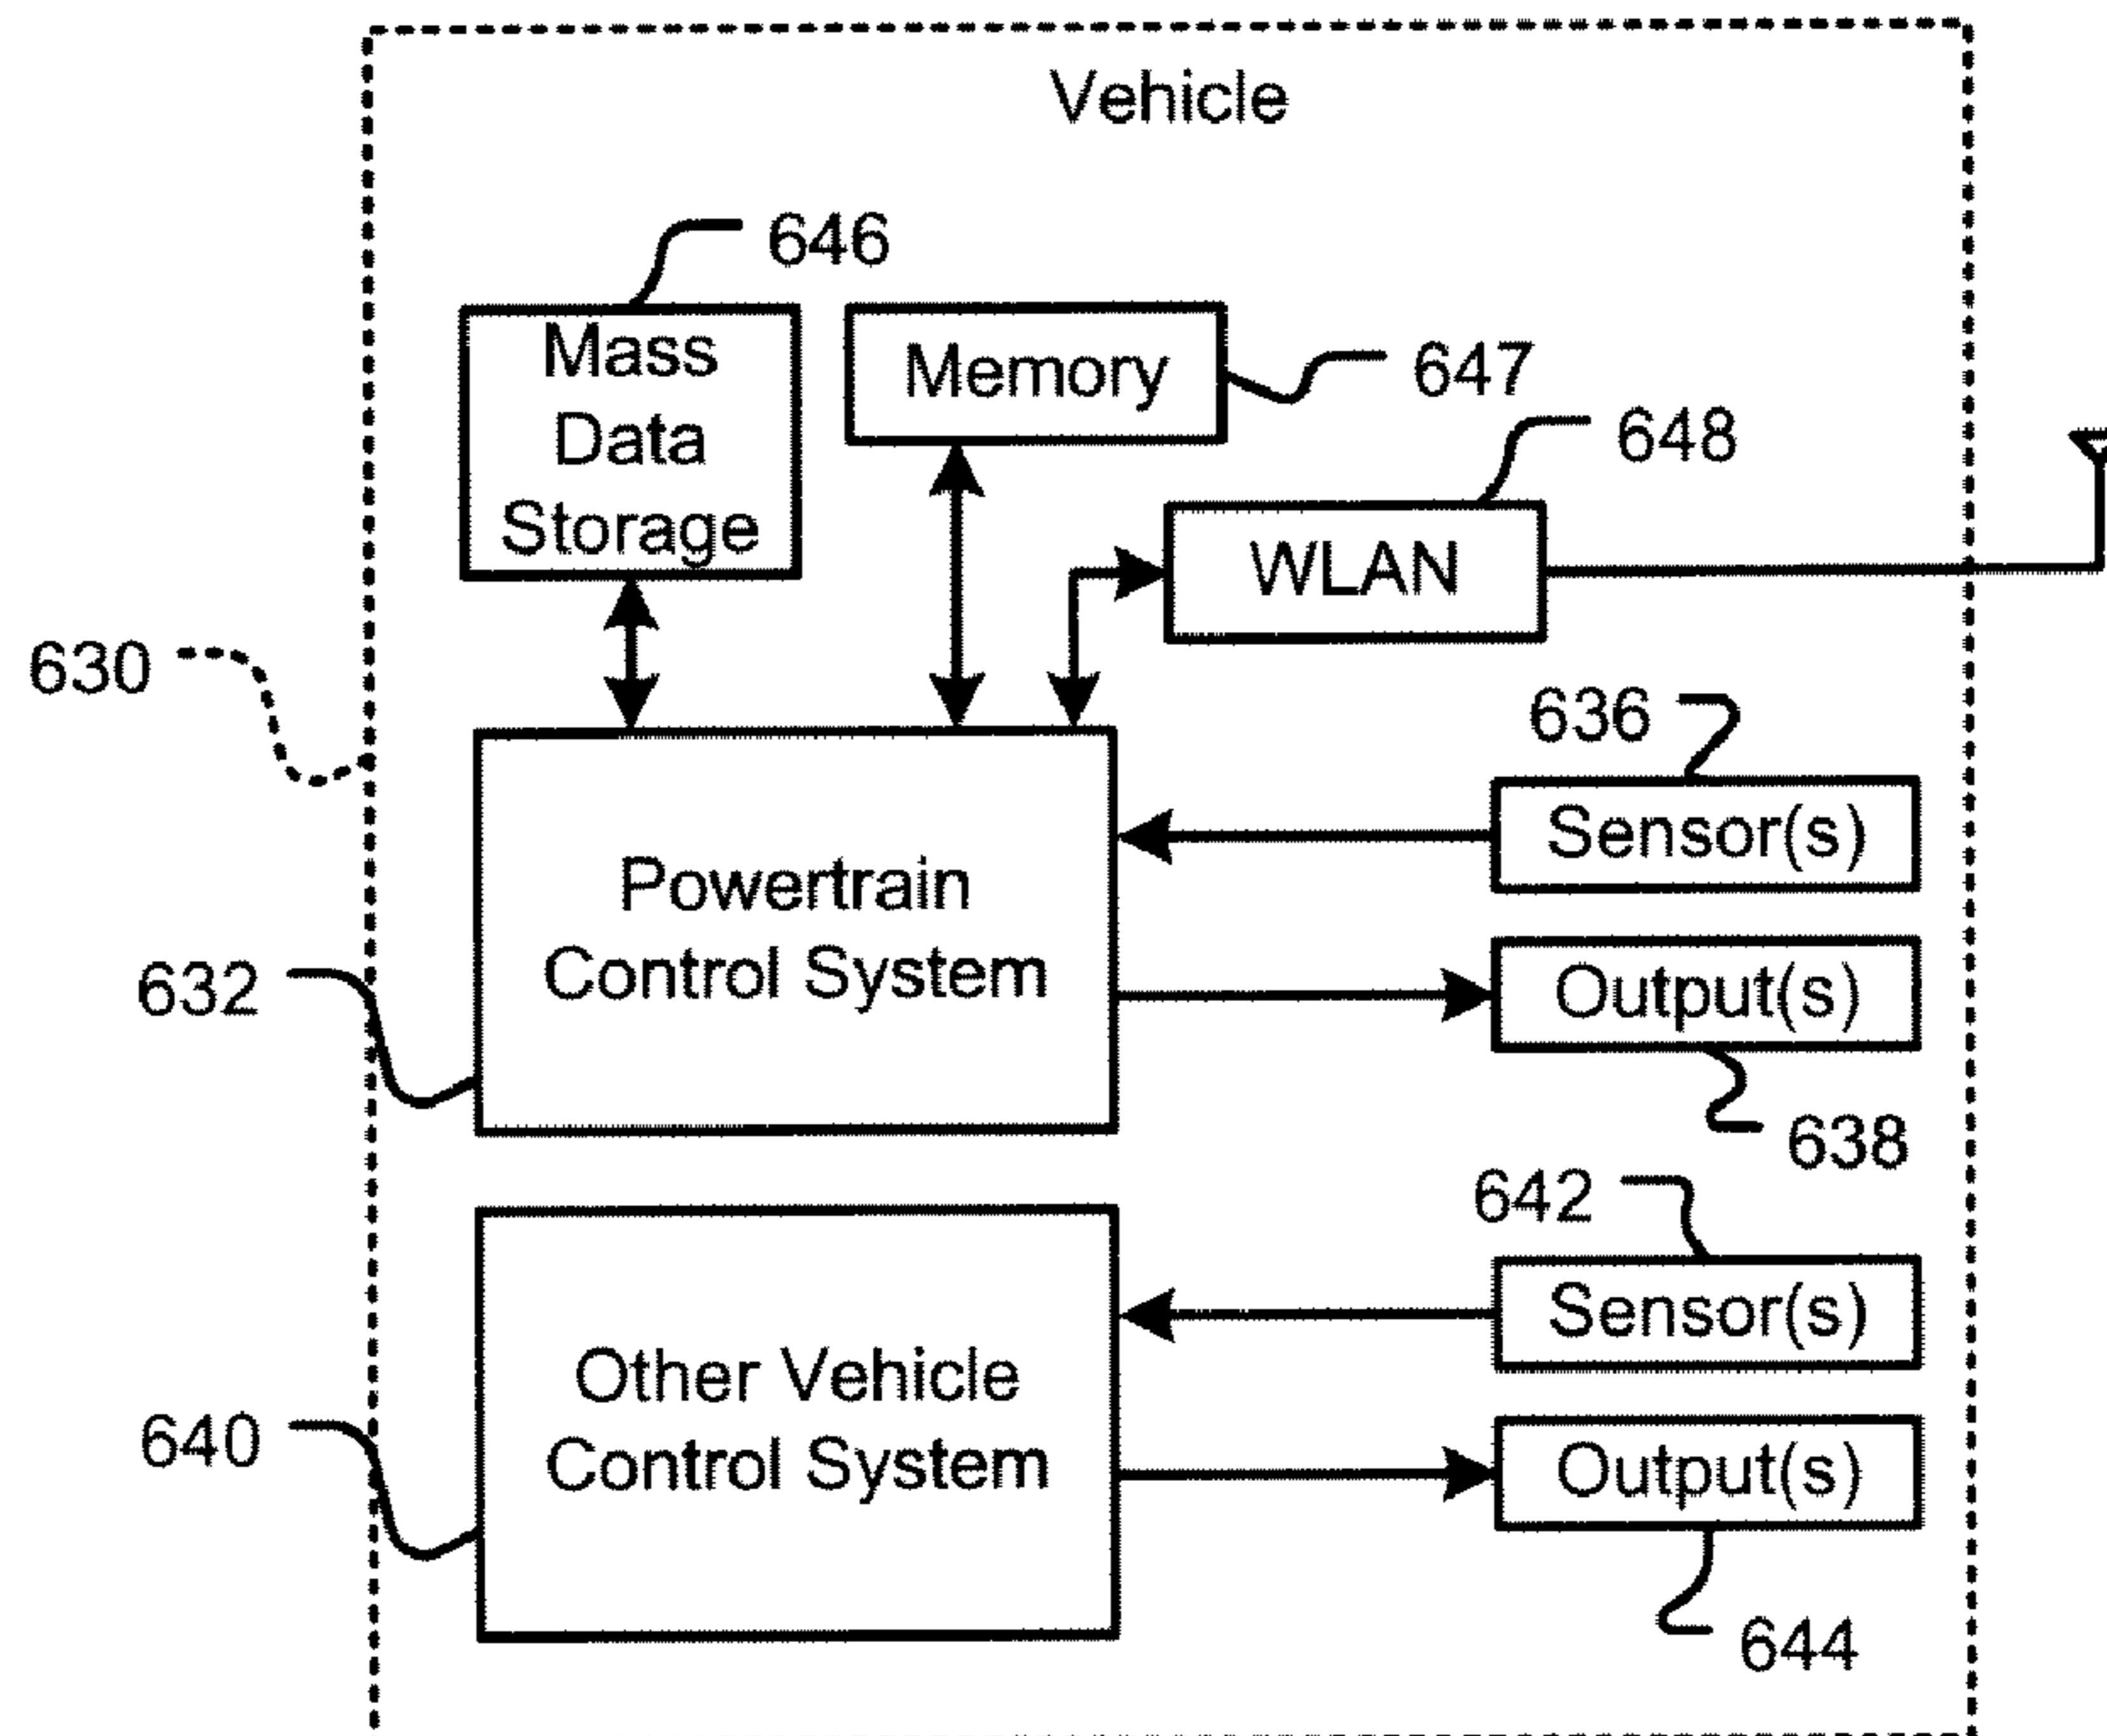 Vehicle
646
Mass
Data
Storage
Memory
647
648
WLAN
630
636
Sensor(s)
Powertrain
Control System
632
Output(s)
638
642
Sensor(s)
Other Vehicle
Control System
640
Output(s)
644